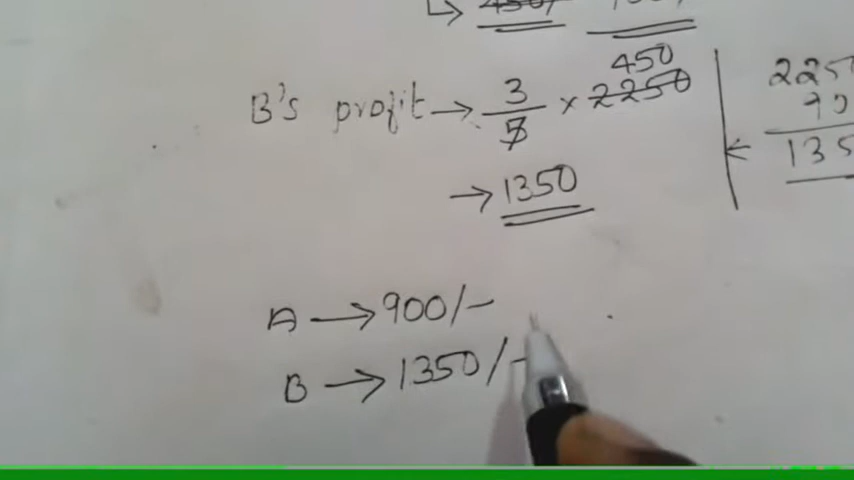 450
B's profit → 3/5 × 2250
→ 1350
A → 900/-
B → 1350/-